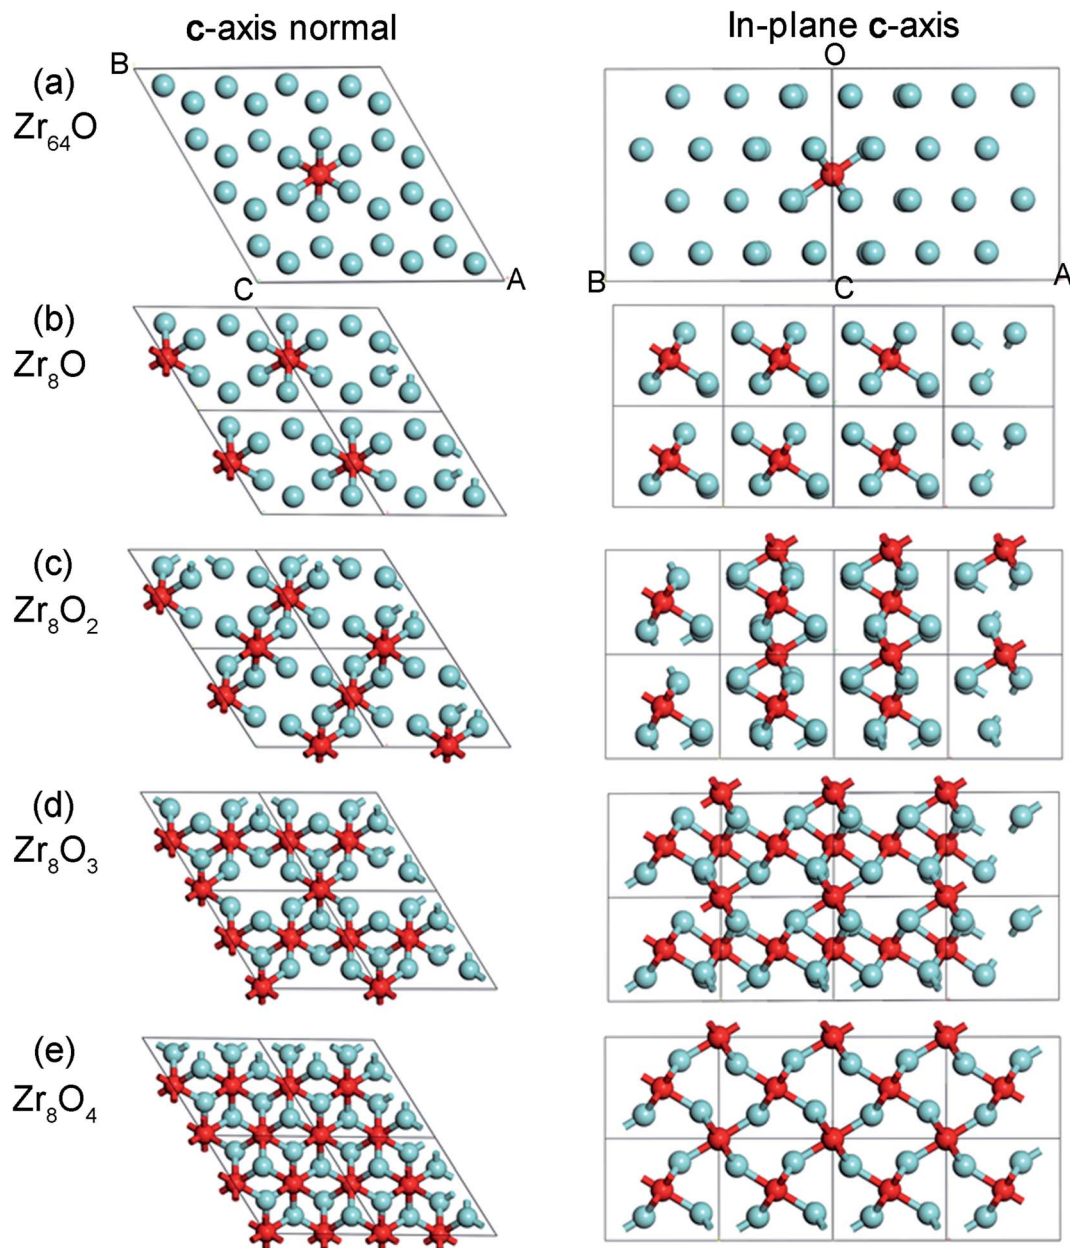 c-axis normal
In-plane c-axis
(a)
Zr₆₄O
B
C
A
O
B
C
A
(b)
Zr₈O
(c)
Zr₈O₂
(d)
Zr₈O₃
(e)
Zr₈O₄